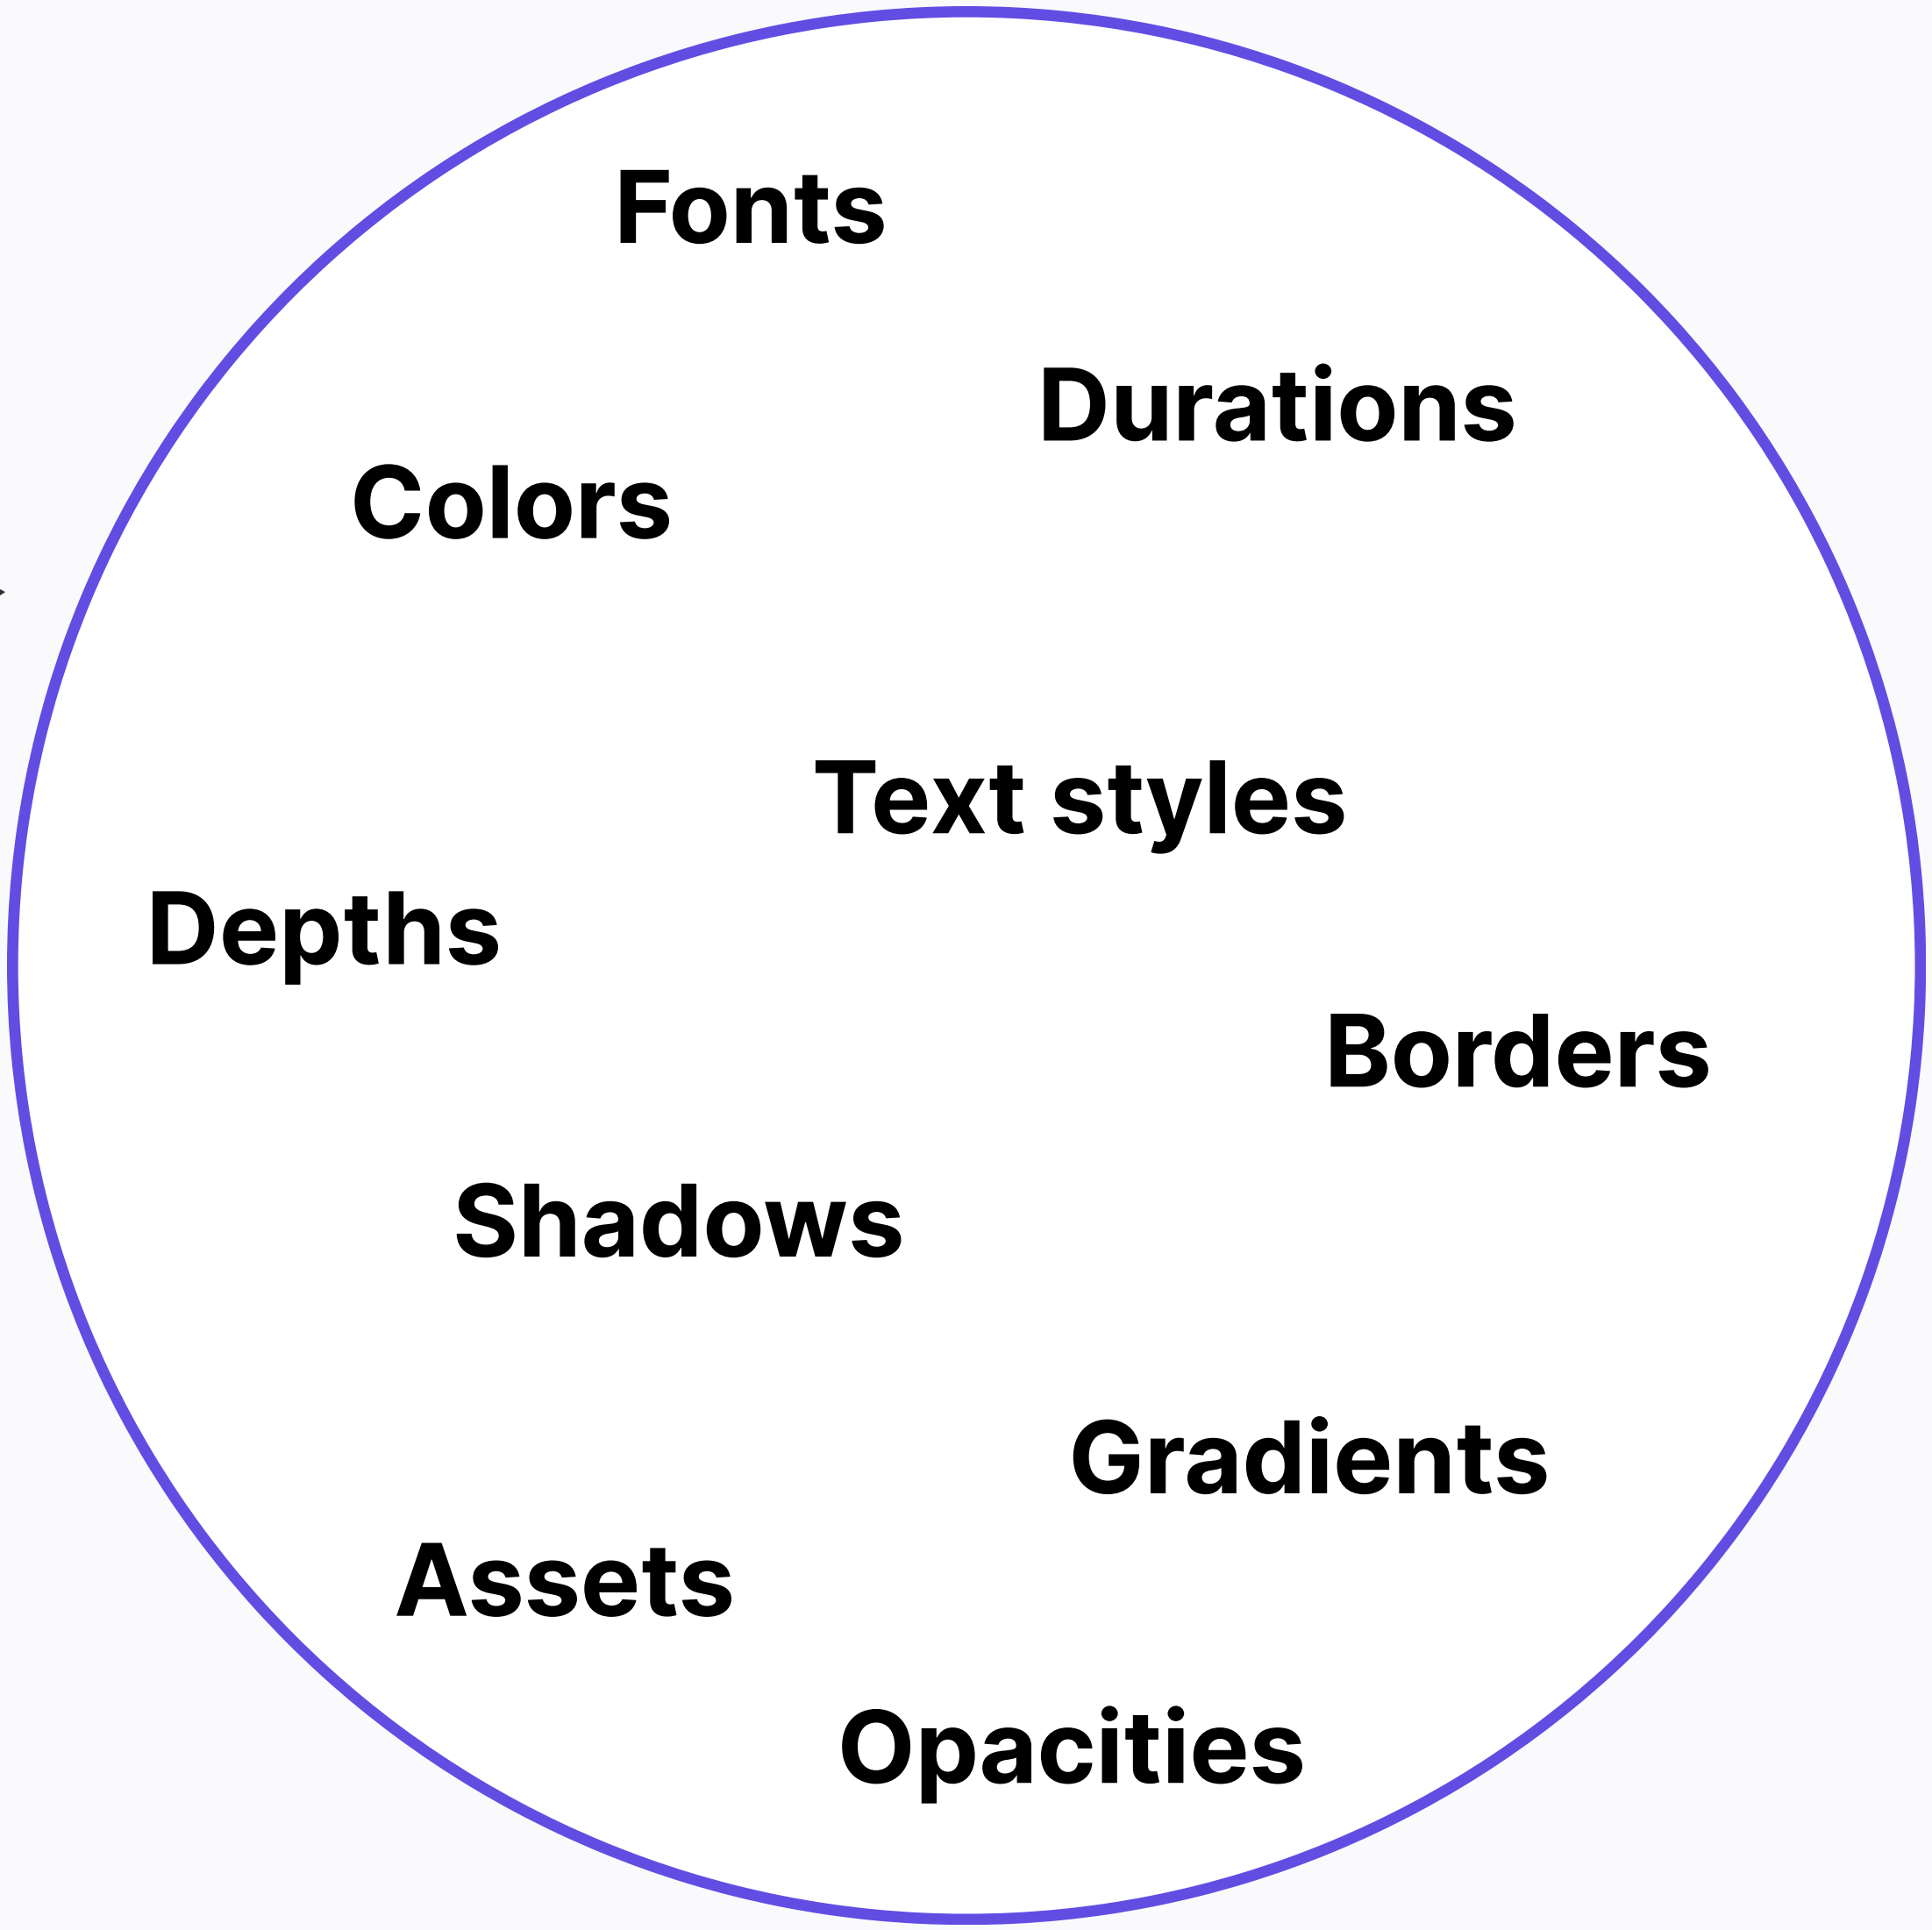 Fonts
Durations
Colors
Text styles
Depths
Borders
Shadows
Gradients
Assets
Opacities